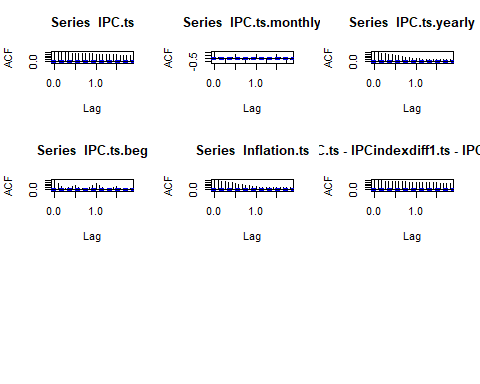 Series IPC.ts
ACF
0.0
0.0 1.0
Lag
Series IPC.ts.monthly
ACF
-0.5
0.0 1.0
Lag
Series IPC.ts.yearly
ACF
0.0
0.0 1.0
Lag
Series IPC.ts.beg
ACF
0.0
0.0 1.0
Lag
Series Inflation.ts
ACF
0.0
0.0 1.0
Lag
.ts - IPCindexdiff1.ts - IPC
ACF
0.0
0.0 1.0
Lag